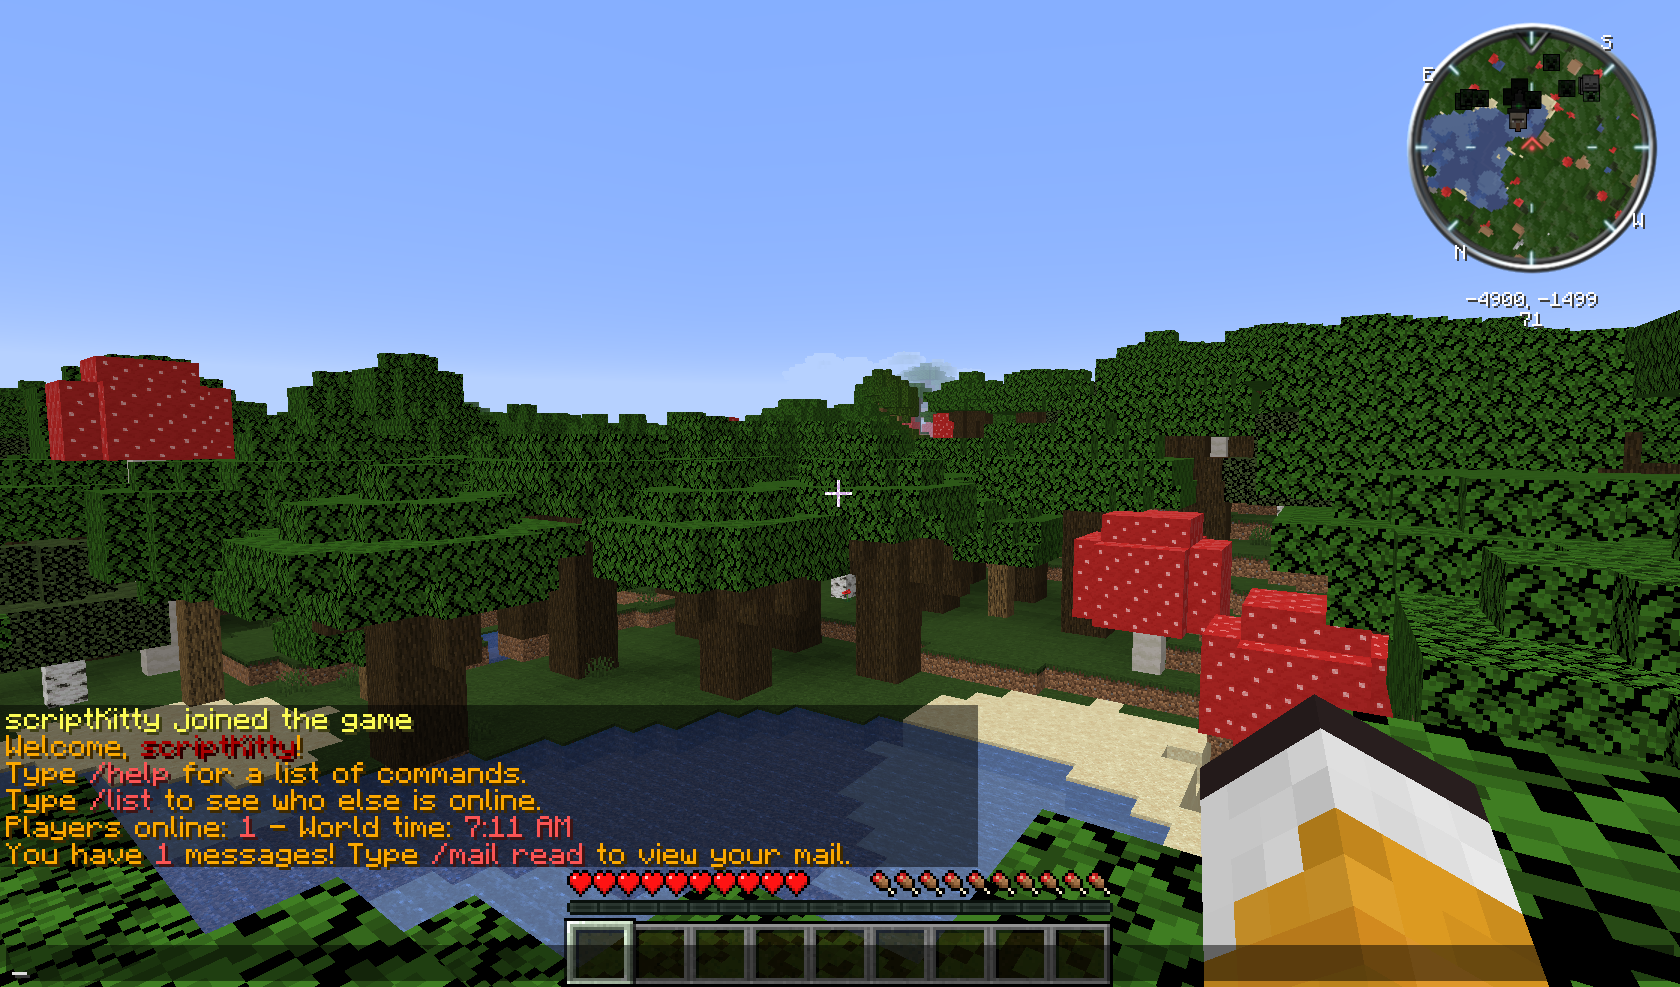 S
E
W
N
-4900, -1499
71
scriptKitty joined the game
Welcome, scriptKitty!
Type /help for a list of commands.
Type /list to see who else is online.
Players online: 1 - World time: 7:11 AM
You have 1 messages! Type /mail read to view your mail.